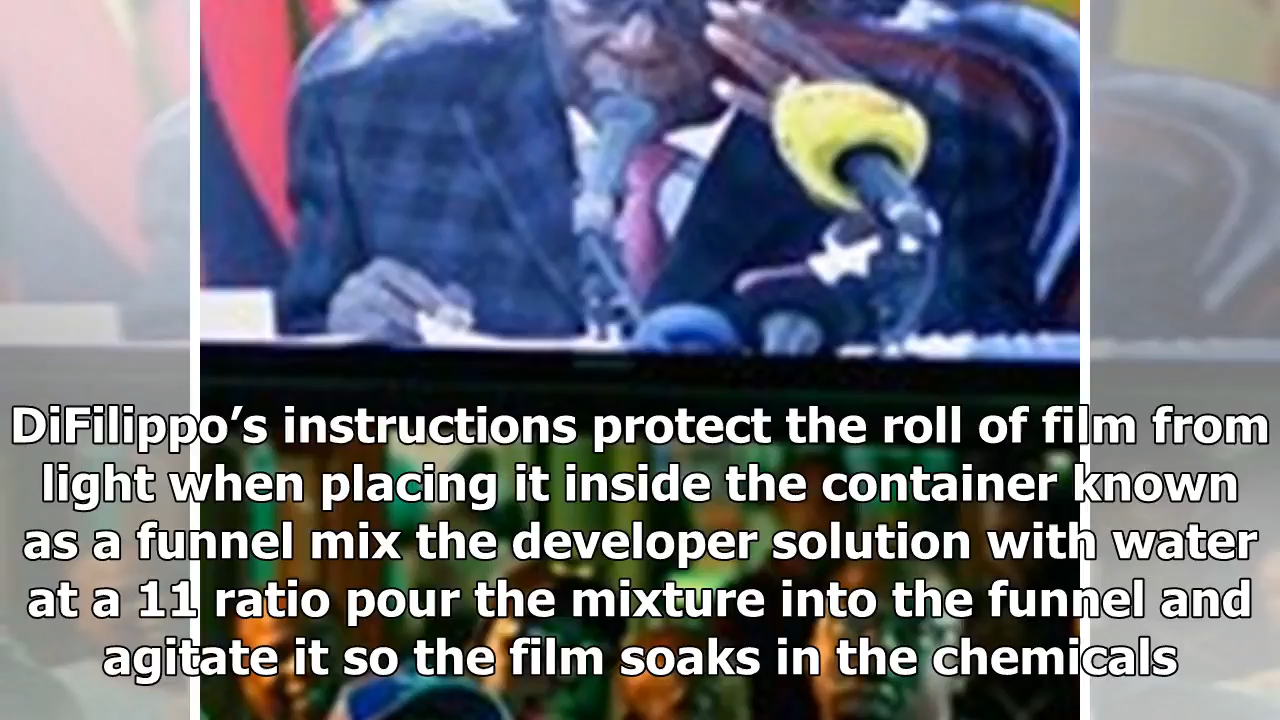 DiFilippo’s instructions protect the roll of film from
light when placing it inside the container known
as a funnel mix the developer solution with water
at a 11 ratio pour the mixture into the funnel and
agitate it so the film soaks in the chemicals